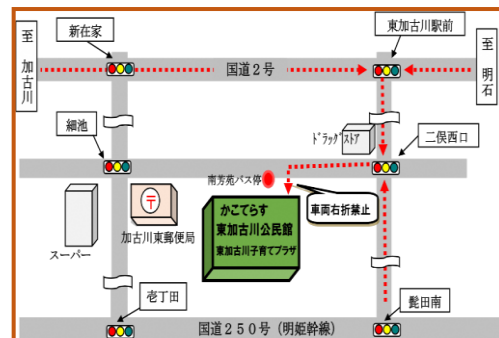 至
加古川
新在家
国道2号
東加古川駅前
至
明石
ドラッグストア
細池
二俣西口
南芳苑バス停
車両右折禁止
〒
かこてらす
東加古川公民館
東加古川子育てプラザ
スーパー
加古川東郵便局
壱丁田
国道250号(明姫幹線)
髭田南